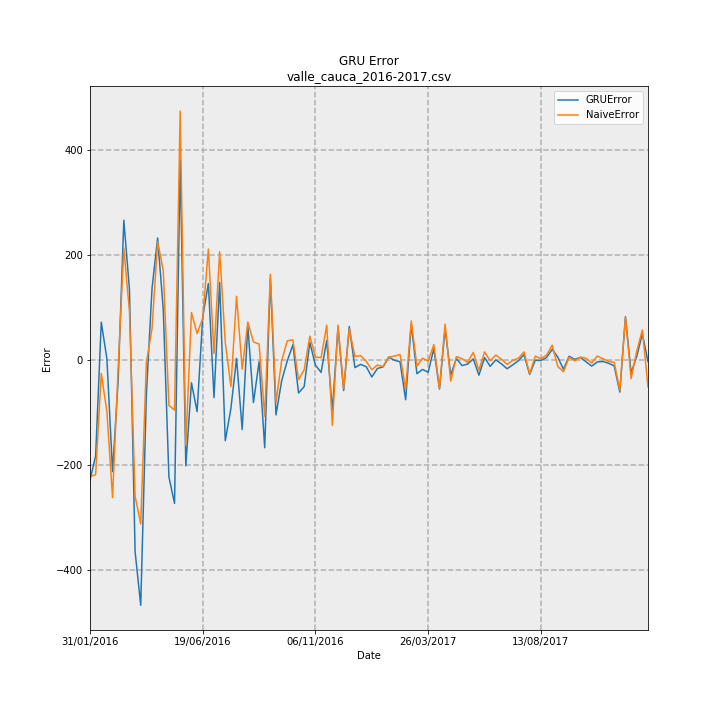 GRU Error
valle_cauca_2016-2017.csv
GRUError
NaiveError
400
200
0
−200
−400
Error
31/01/2016
19/06/2016
06/11/2016
26/03/2017
13/08/2017
Date